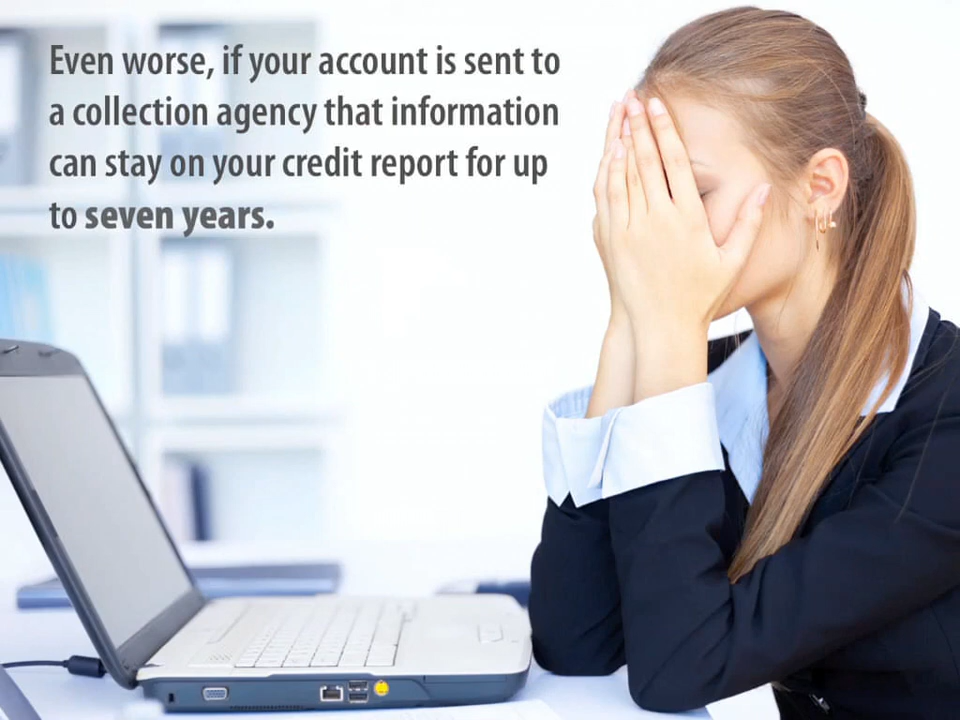 Even worse, if your account is sent to
a collection agency that information
can stay on your credit report for up
to seven years.